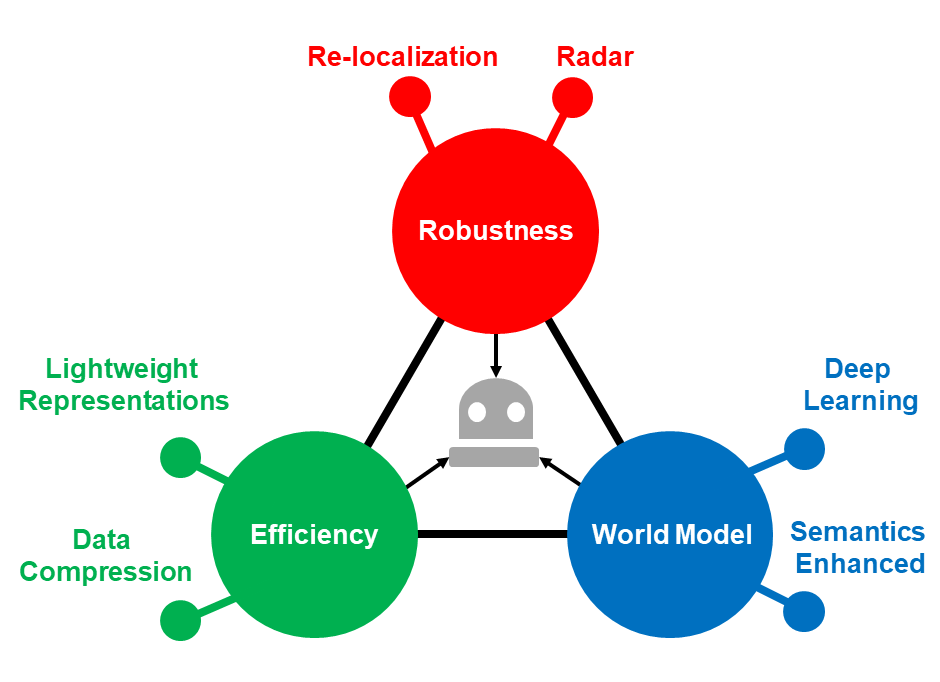 Re-localization
Radar
Robustness
Lightweight
Representations
Deep
Learning
Data
Compression
Efficiency
World Model
Semantics
Enhanced